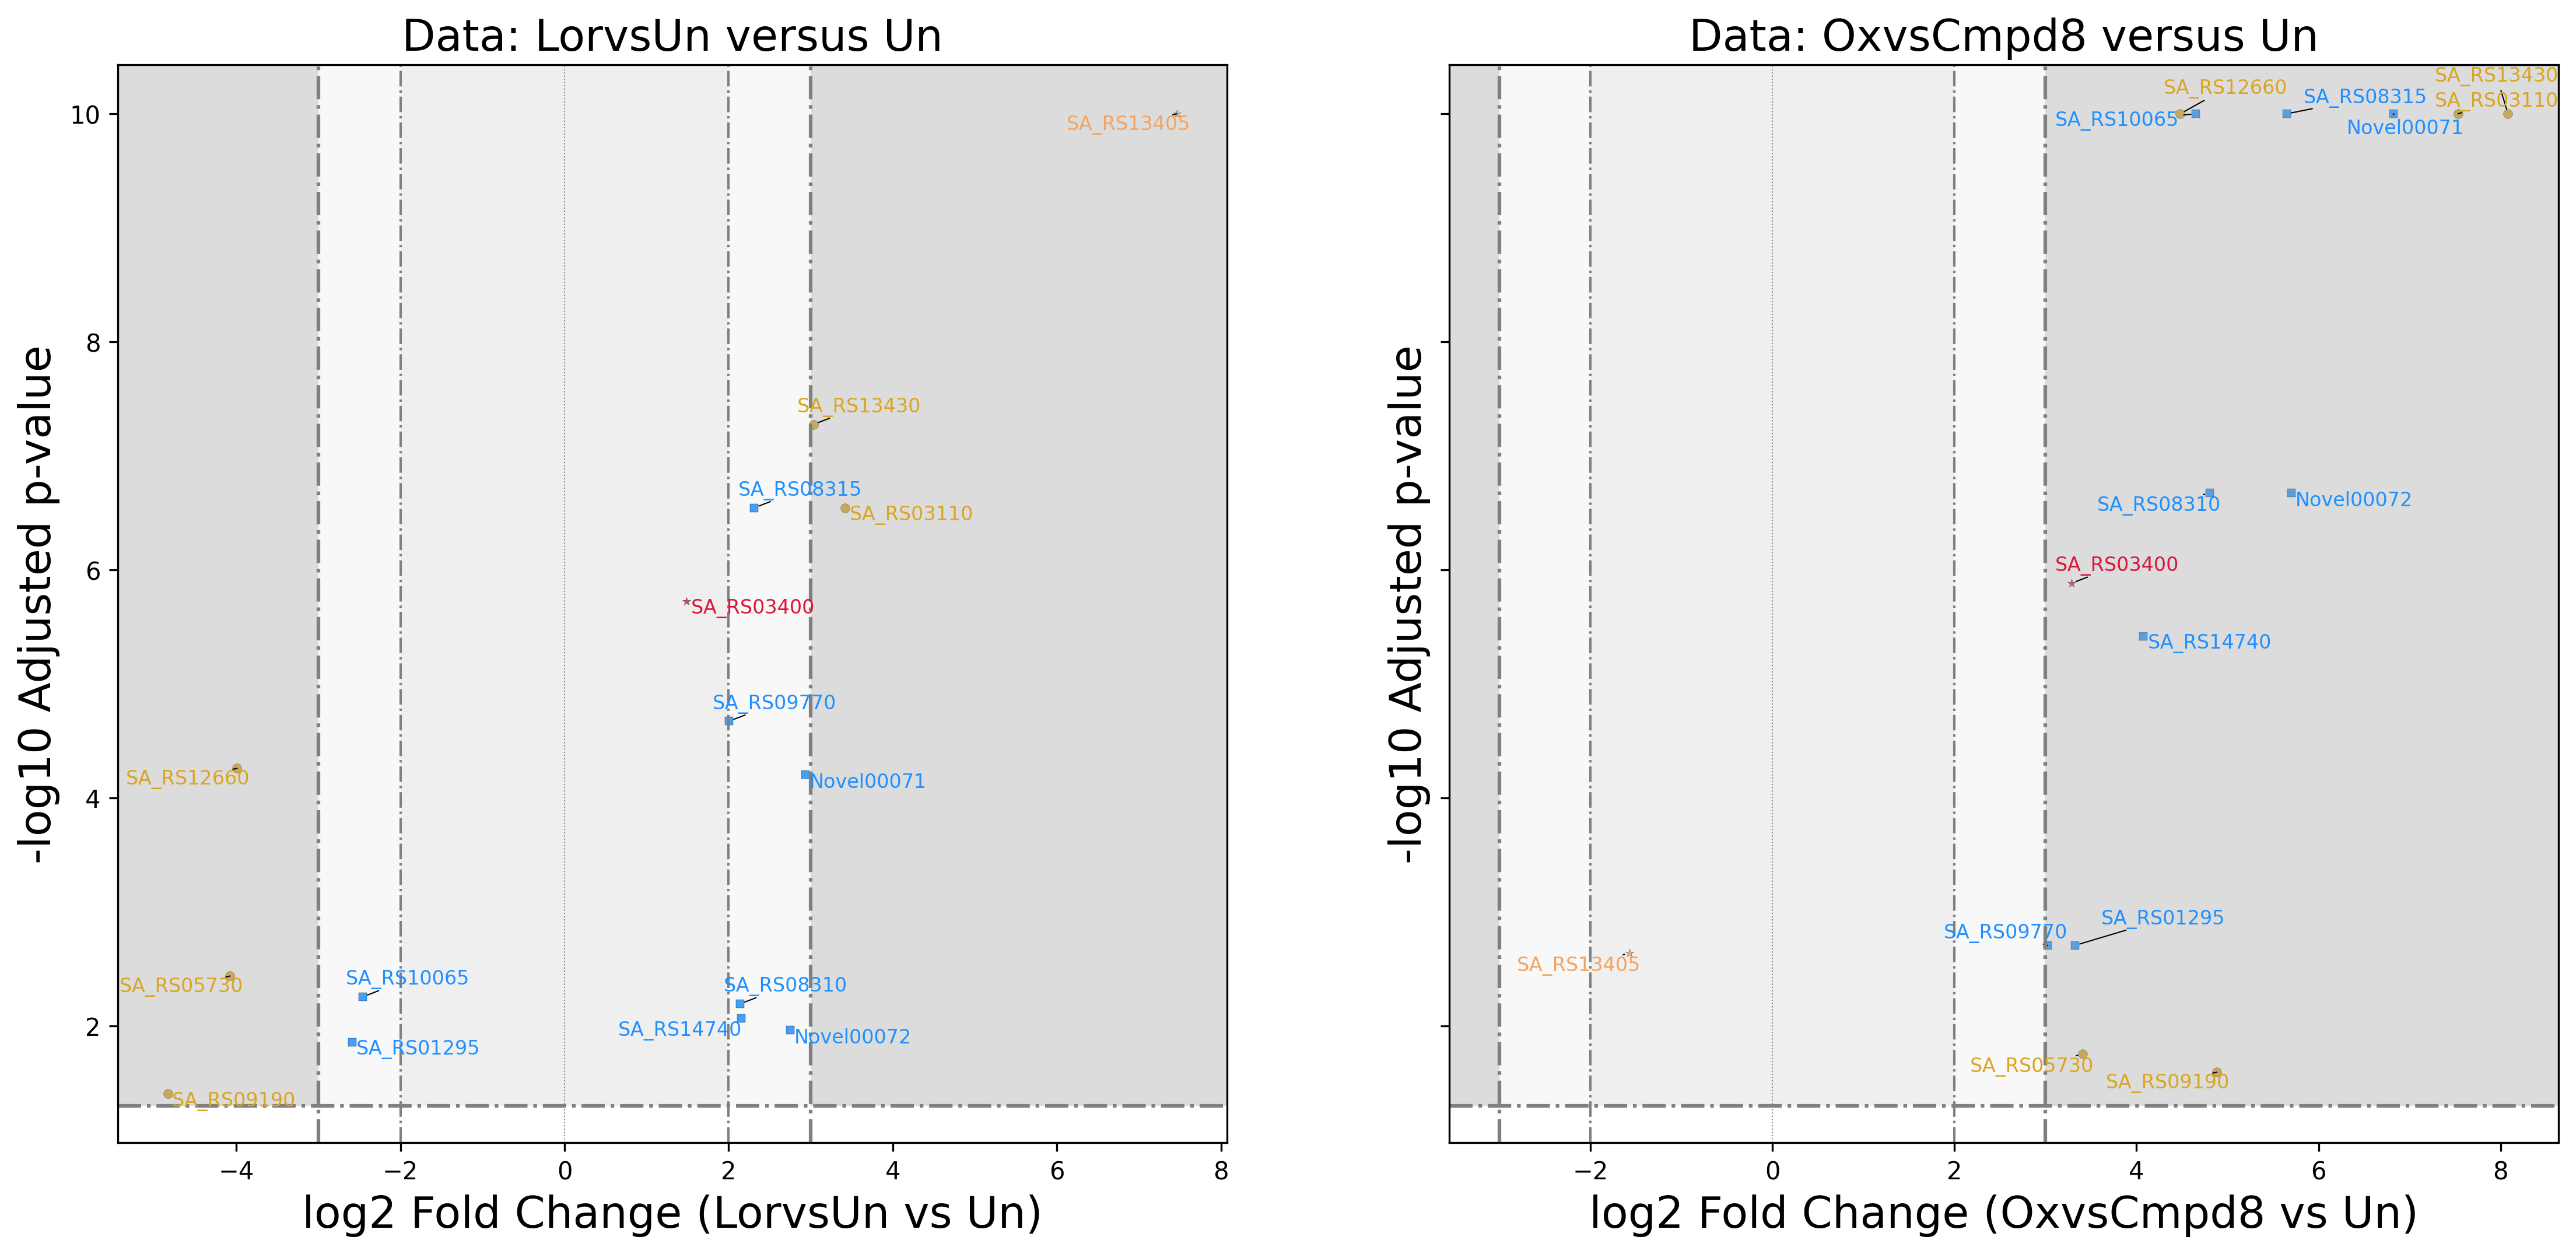 Data: LorvsUn versus Un
10
8
6
4
2
-log10 Adjusted p-value
SA_RS13405
SA_RS13430
SA_RS08315
SA_RS03110
SA_RS03400
SA_RS09770
SA_RS12660
Novel00071
SA_RS05730
SA_RS10065
SA_RS08310
SA_RS14740
Novel00072
SA_RS01295
SA_RS09190
−4
−2
0
2
4
6
8
log2 Fold Change (LorvsUn vs Un)
Data: OxvsCmpd8 versus Un
-log10 Adjusted p-value
SA_RS13430
SA_RS12660
SA_RS08315
SA_RS03110
SA_RS10065
Novel00071
SA_RS08310
Novel00072
SA_RS03400
SA_RS14740
SA_RS01295
SA_RS09770
SA_RS13405
SA_RS05730
SA_RS09190
−2
0
2
4
6
8
log2 Fold Change (OxvsCmpd8 vs Un)